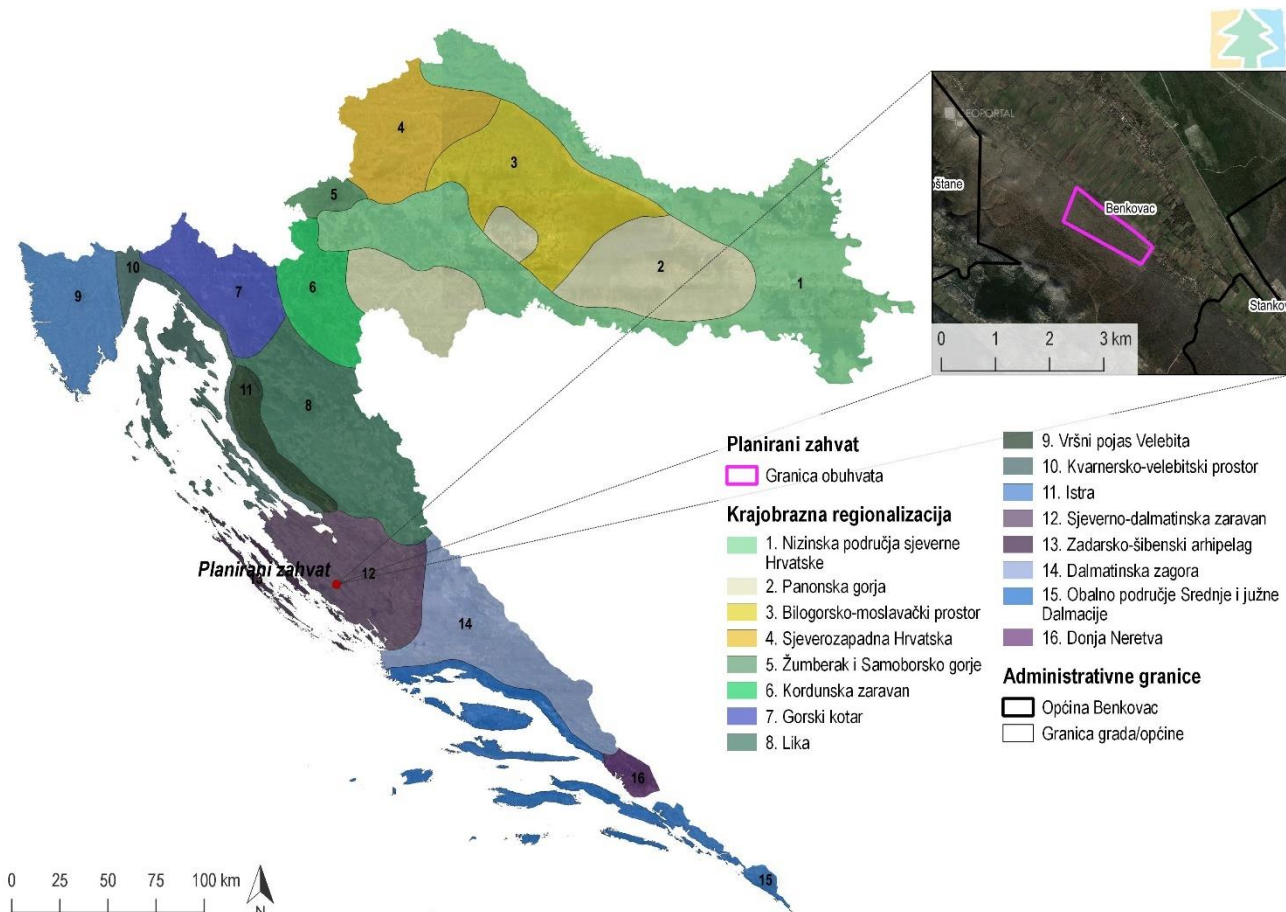 4
3
5
10
9
7
6
2
1
11
8
Planirani zahvat
12
13
14
16
15
0 25 50 75 100 km
N
GEOPORTAL
Benkovac
0 1 2 3 km
Planirani zahvat
Granica obuhvata
Krajobrazna regionalizacija
1. Nizinska područja sjeverne
Hrvatske
2. Panonska gorja
3. Bilogorsko-moslavački prostor
4. Sjeverozapadna Hrvatska
5. Žumberak i Samoborsko gorje
6. Kordunska zaravan
7. Gorski kotar
8. Lika
9. Vršni pojas Velebita
10. Kvarnersko-velebitski prostor
11. Istra
12. Sjeverno-dalmatinska zaravan
13. Zadarsko-šibenski arhipelag
14. Dalmatinska zagora
15. Obalno područje Srednje i južne
Dalmacije
16. Donja Neretva
Administrativne granice
Općina Benkovac
Granica grada/općine